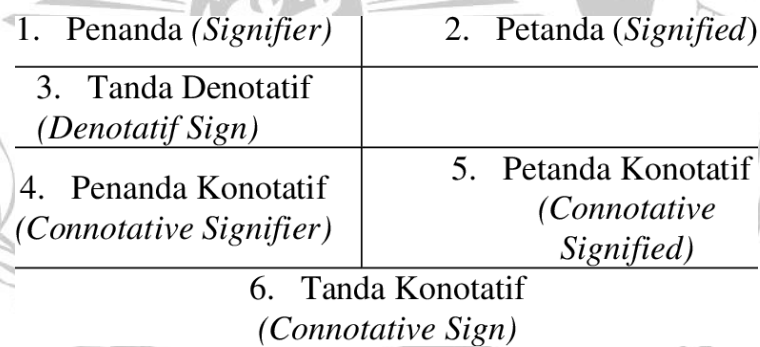 1. Penanda (Signifier)
2. Petanda (Signified)
3. Tanda Denotatif
(Denotatif Sign)
4. Penanda Konotatif
(Connotative Signifier)
5. Petanda Konotatif
(Connotative
Signified)
6. Tanda Konotatif
(Connotative Sign)